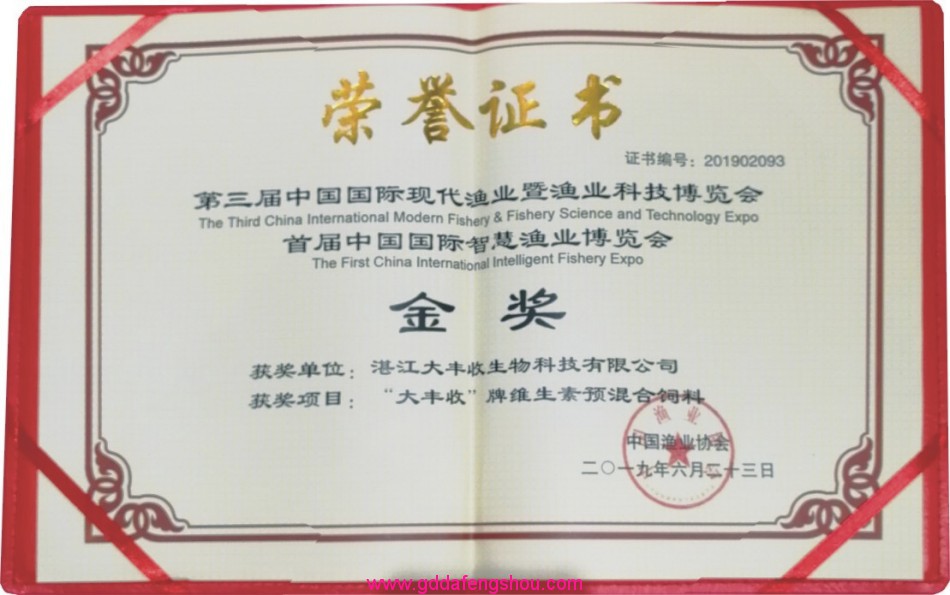 荣誉证书
证书编号：201902093
第三届中国国际现代渔业暨渔业科技博览会
The Third China International Modern Fishery & Fishery Science and Technology Expo
首届中国国际智慧渔业博览会
The First China International Intelligent Fishery Expo
金奖
获奖单位：湛江大丰收生物科技有限公司
获奖项目：“大丰收”牌维生素预混合饲料
中国渔业协会
二〇一九年六月二十三日
www.gddafengshou.com